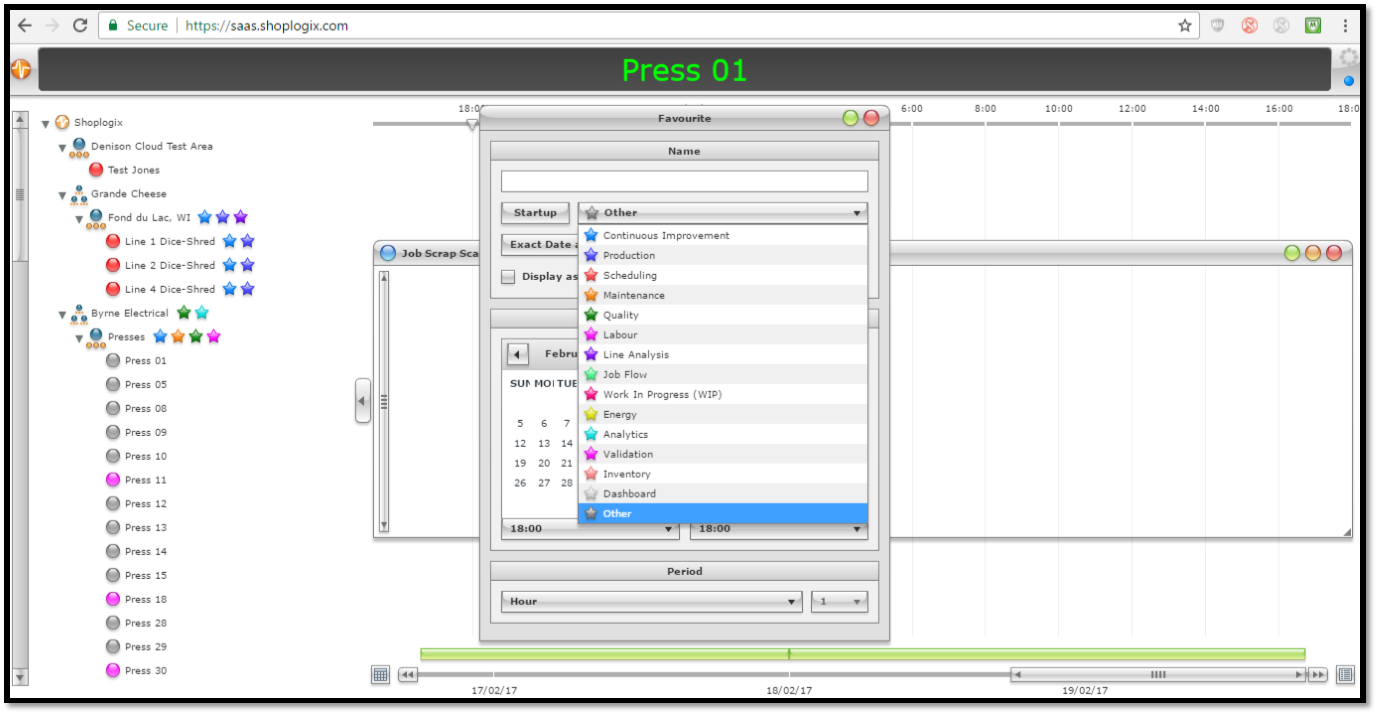 Secure | https://saas.shoplogix.com
Press 01
Shoplogix
Denison Cloud Test Area
Test Jones
Grande Cheese
Fond du Lac, WI
Line 1 Dice-Shred
Line 2 Dice-Shred
Line 4 Dice-Shred
Byrne Electrical
Presses
Press 01
Press 05
Press 08
Press 09
Press 10
Press 11
Press 12
Press 13
Press 14
Press 15
Press 18
Press 28
Press 29
Press 30
18:0
6:00 8:00 10:00 12:00 14:00 16:00 18:0
Job Scrap Sca
Favourite
Name
Startup Other
Exact Date a
Display as
Continuous Improvement
Production
Scheduling
Maintenance
Quality
Labour
Line Analysis
Job Flow
Work In Progress (WIP)
Energy
Analytics
Validation
Inventory
Dashboard
Other
Febru
SUN MON TUE
5 6 7
12 13 14
19 20 21
26 27 28
18:00 18:00
Period
Hour 1
17/02/17 18/02/17 19/02/17